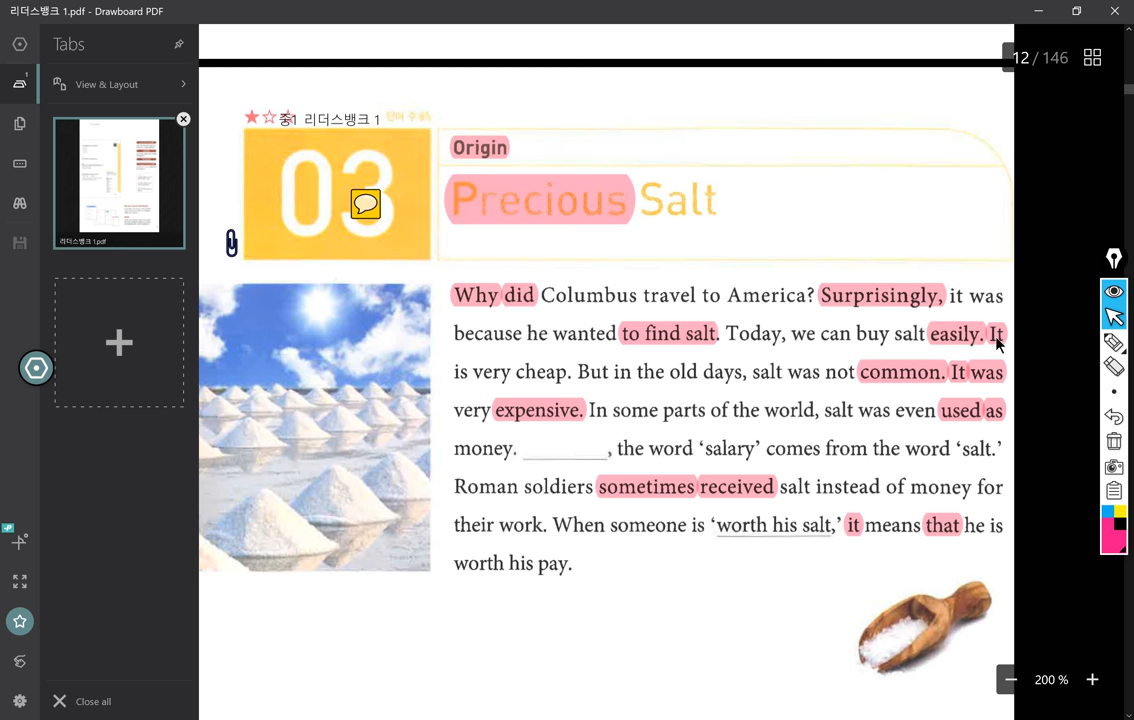 리더스뱅크 1.pdf - Drawboard PDF
Tabs
1
View & Layout
리더스뱅크 1.pdf
Close all
12 / 146
중1 리더스뱅크 1
03
Origin
Precious Salt
Why did Columbus travel to America? Surprisingly, it was
because he wanted to find salt. Today, we can buy salt easily. It
is very cheap. But in the old days, salt was not common. It was
very expensive. In some parts of the world, salt was even used as
money. ________, the word ‘salary’ comes from the word ‘salt.’
Roman soldiers sometimes received salt instead of money for
their work. When someone is ‘worth his salt,’ it means that he is
worth his pay.
200 %